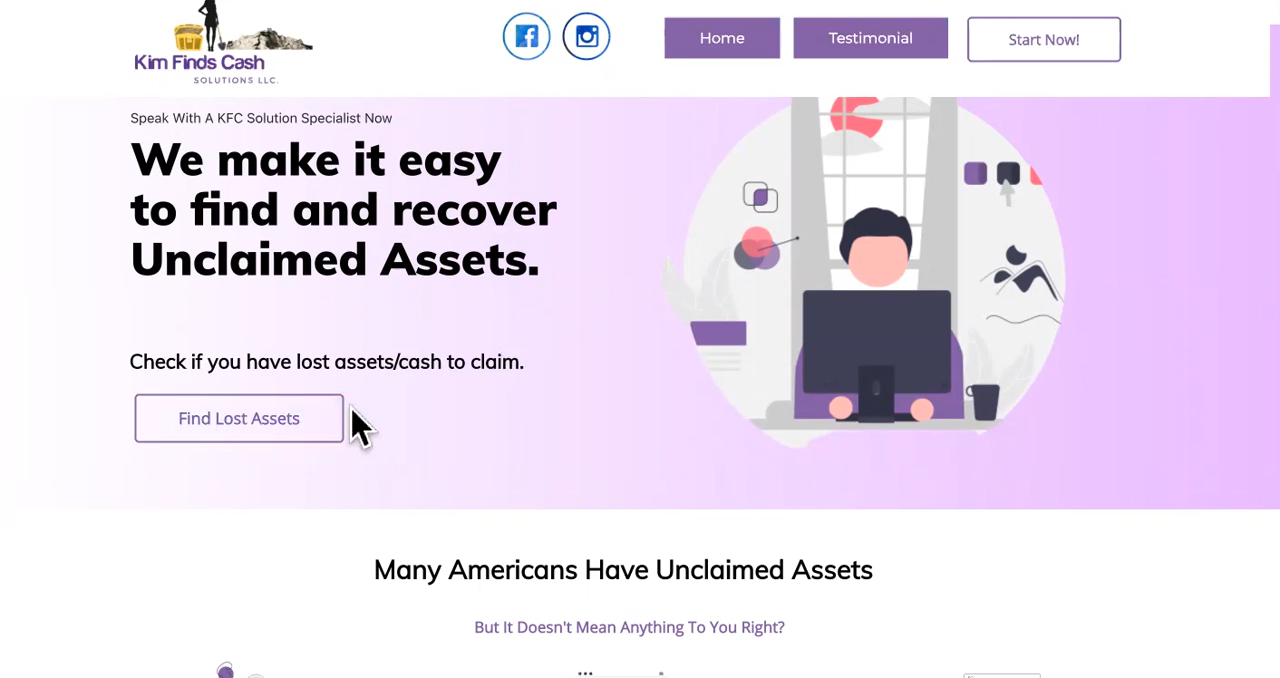 Kim Finds Cash
SOLUTIONS LLC.
Home
Testimonial
Start Now!
Speak With A KFC Solution Specialist Now
We make it easy
to find and recover
Unclaimed Assets.
Check if you have lost assets/cash to claim.
Find Lost Assets
Many Americans Have Unclaimed Assets
But It Doesn't Mean Anything To You Right?